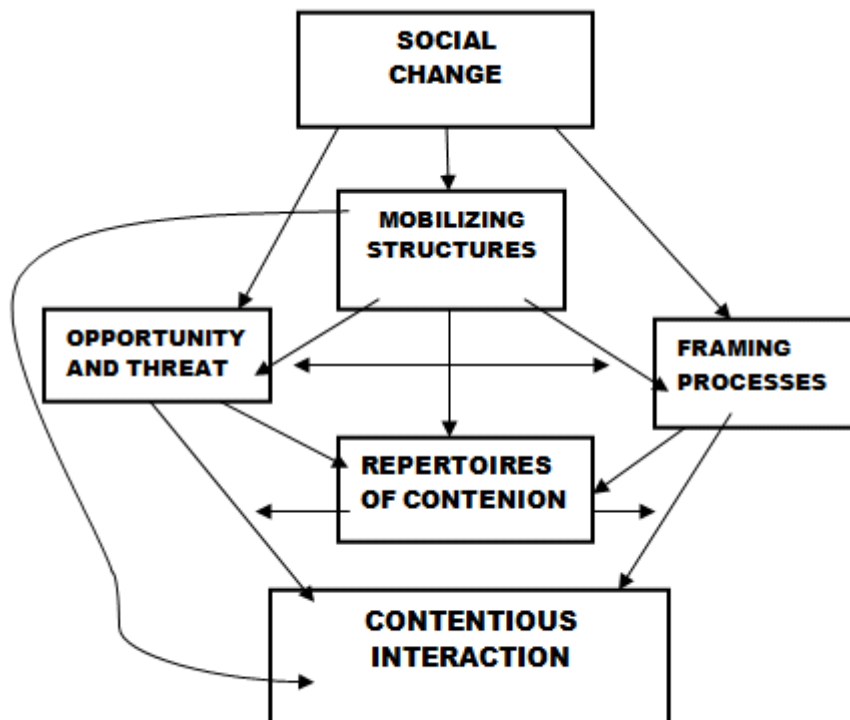 SOCIAL
CHANGE
MOBILIZING
STRUCTURES
OPPORTUNITY
AND THREAT
FRAMING
PROCESSES
REPERTOIRES
OF CONTENION
CONTENTIOUS
INTERACTION